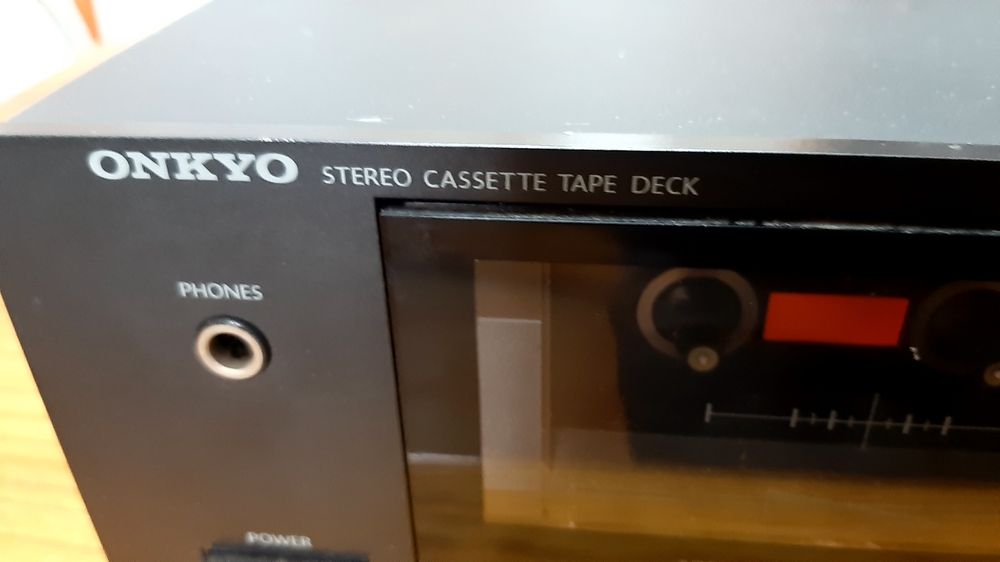 ONKYO STEREO CASSETTE TAPE DECK
PHONES
POWER